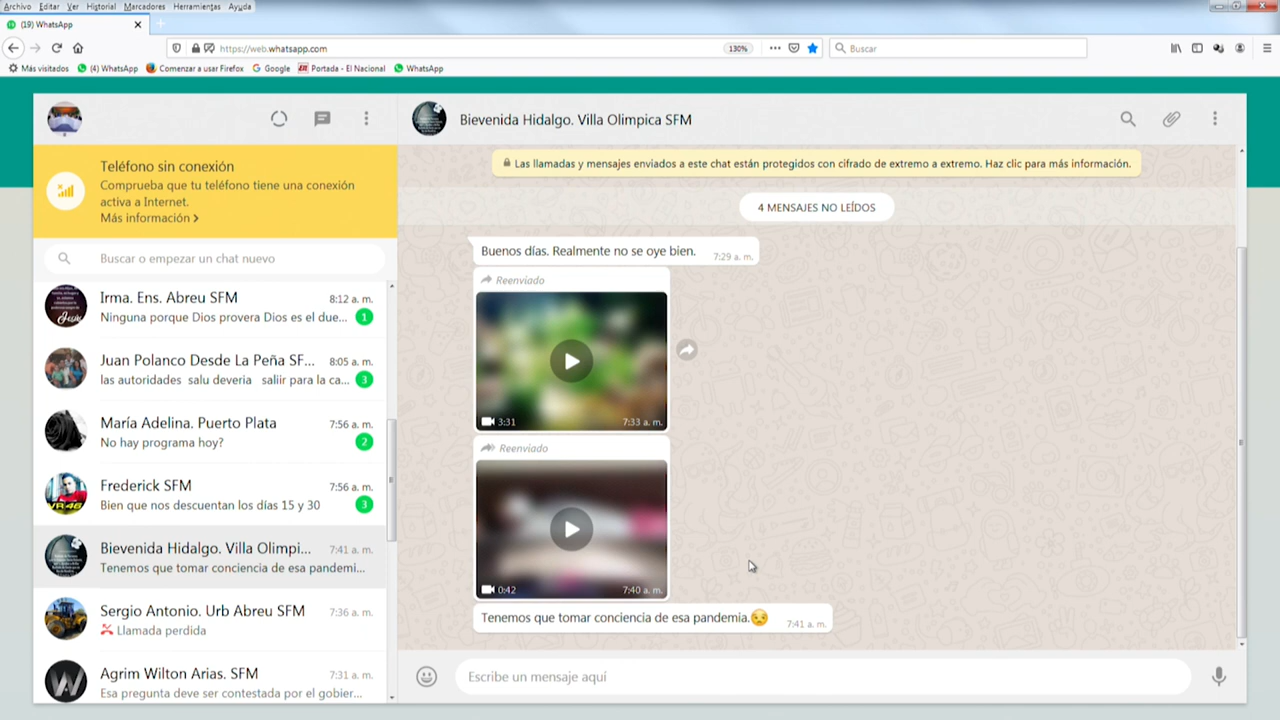 Archivo Editar Ver Historial Marcadores Herramientas Ayuda
(19) WhatsApp
https://web.whatsapp.com
130%
Buscar
Más visitados (4) WhatsApp Comenzar a usar Firefox Google Portada - El Nacional WhatsApp
Teléfono sin conexión
Comprueba que tu teléfono tiene una conexión
activa a Internet.
Más información
Buscar o empezar un chat nuevo
Irma. Ens. Abreu SFM 8:12 a. m.
Ninguna porque Dios provera Dios es el due... 1
Juan Polanco Desde La Peña SF... 8:05 a. m.
las autoridades salu deveria saliir para la ca... 3
María Adelina. Puerto Plata 7:56 a. m.
No hay programa hoy? 2
Frederick SFM 7:56 a. m.
Bien que nos descuentan los días 15 y 30 3
Bievenida Hidalgo. Villa Olimpi... 7:41 a. m.
Tenemos que tomar conciencia de esa pandemi...
Sergio Antonio. Urb Abreu SFM 7:36 a. m.
Llamada perdida
Agrim Wilton Arias. SFM 7:31 a. m.
Esa pregunta deve ser contestada por el gobier...
Bievenida Hidalgo. Villa Olimpica SFM
Las llamadas y mensajes enviados a este chat están protegidos con cifrado de extremo a extremo. Haz clic para más información.
4 MENSAJES NO LEÍDOS
Buenos días. Realmente no se oye bien. 7:29 a. m.
Reenviado
3:31 7:33 a. m.
Reenviado
0:42 7:40 a. m.
Tenemos que tomar conciencia de esa pandemia.😒 7:41 a. m.
Escribe un mensaje aquí